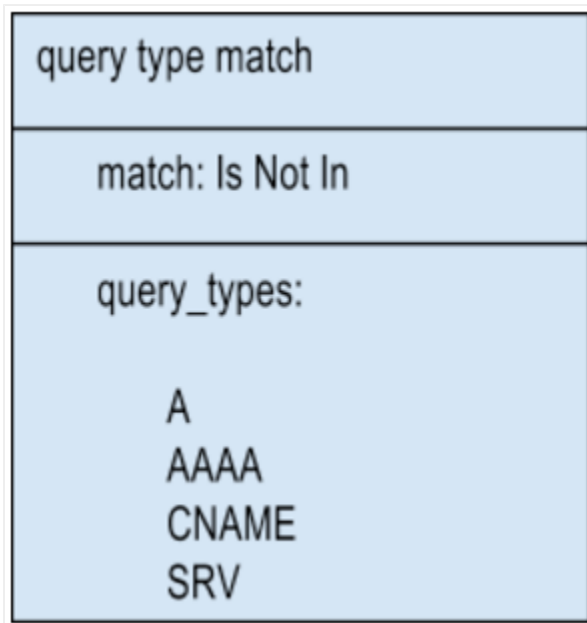 query type match
match: Is Not In
query_types:
A
AAAA
CNAME
SRV